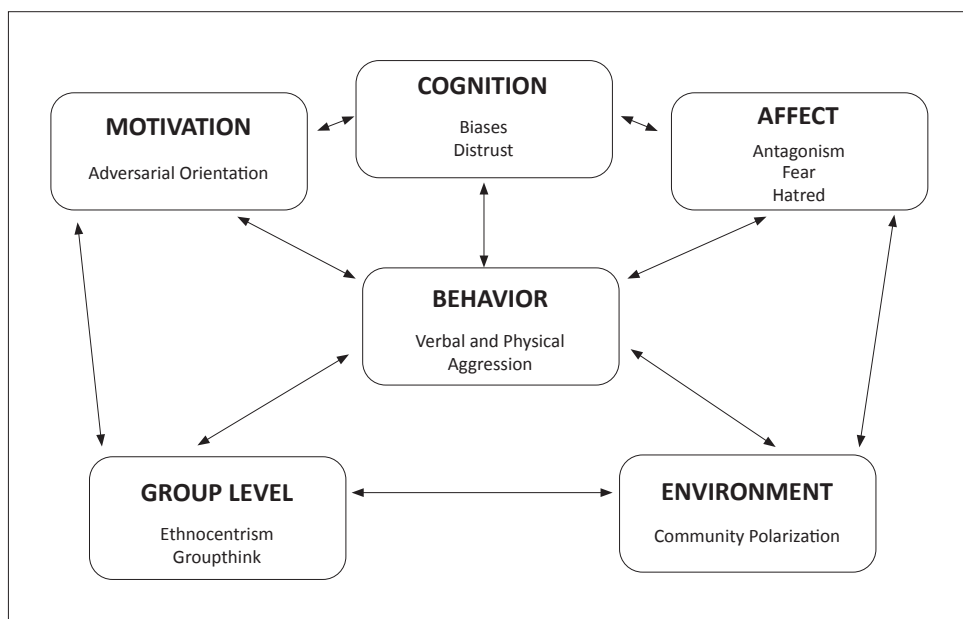 MOTIVATION
Adversarial Orientation
COGNITION
Biases
Distrust
AFFECT
Antagonism
Fear
Hatred
BEHAVIOR
Verbal and Physical
Aggression
GROUP LEVEL
Ethnocentrism
Groupthink
ENVIRONMENT
Community Polarization